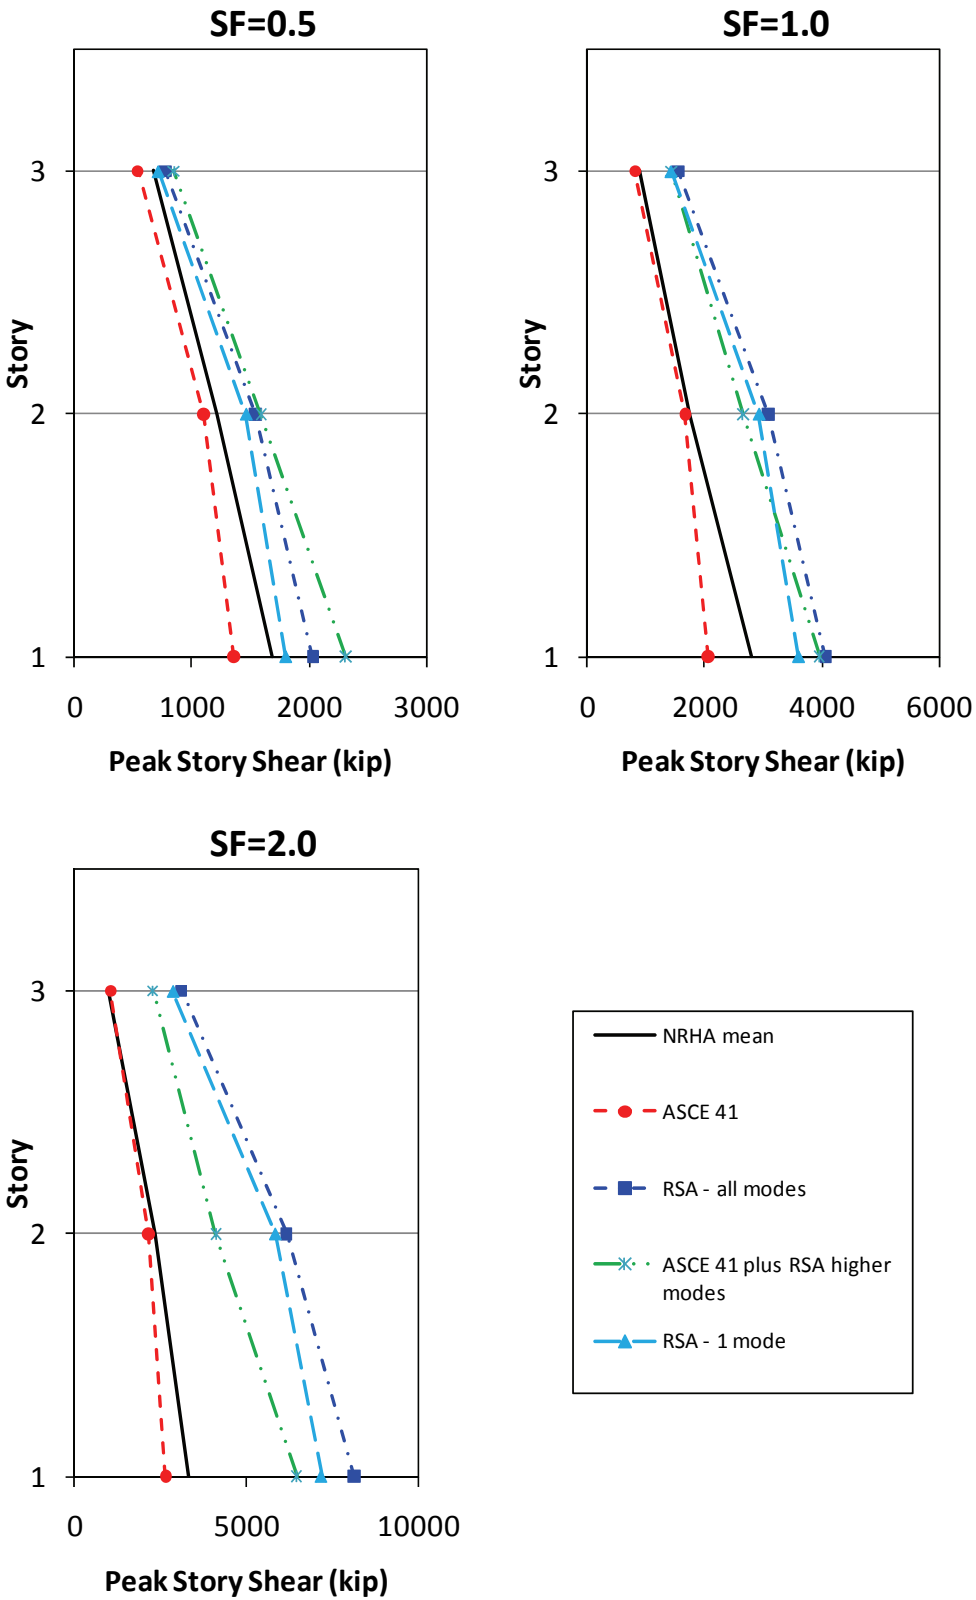 SF=0.5
3
2
1
Story
0 1000 2000 3000
Peak Story Shear (kip)
SF=1.0
3
2
1
Story
0 2000 4000 6000
Peak Story Shear (kip)
SF=2.0
3
2
1
Story
0 5000 10000
Peak Story Shear (kip)
NRHA mean
ASCE 41
RSA - all modes
ASCE 41 plus RSA higher
modes
RSA - 1 mode